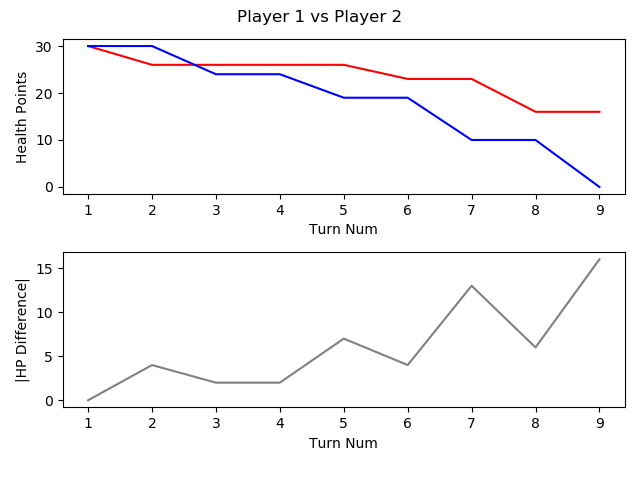 Player 1 vs Player 2
30
20
10
0
Health Points
1 2 3 4 5 6 7 8 9
Turn Num
15
10
5
0
|HP Difference|
1 2 3 4 5 6 7 8 9
Turn Num